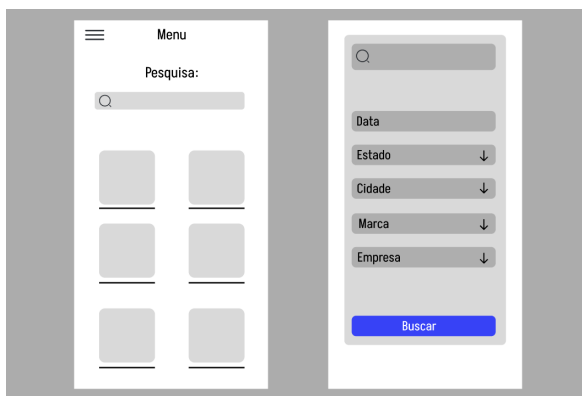 Menu
Pesquisa:
Data
Estado
Cidade
Marca
Empresa
Buscar